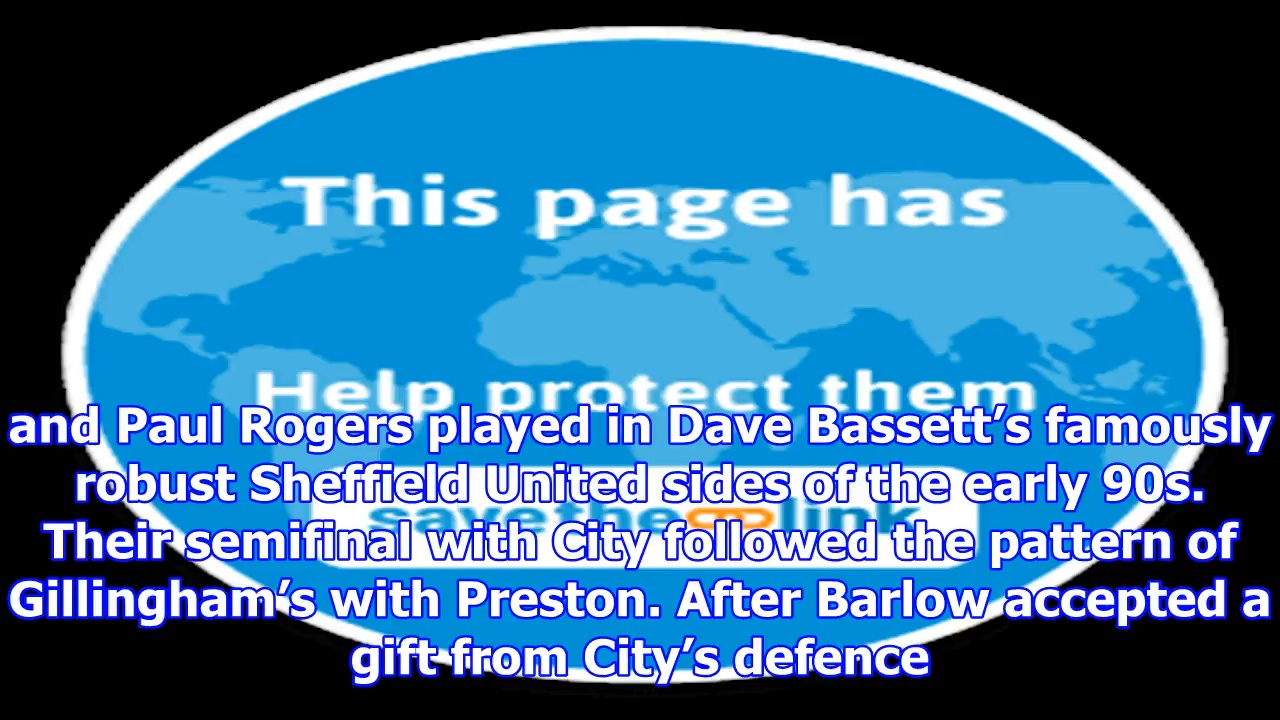 This page has
Help protect them
and Paul Rogers played in Dave Bassett’s famously
robust Sheffield United sides of the early 90s.
savethe link
Their semifinal with City followed the pattern of
Gillingham’s with Preston. After Barlow accepted a
gift from City’s defence